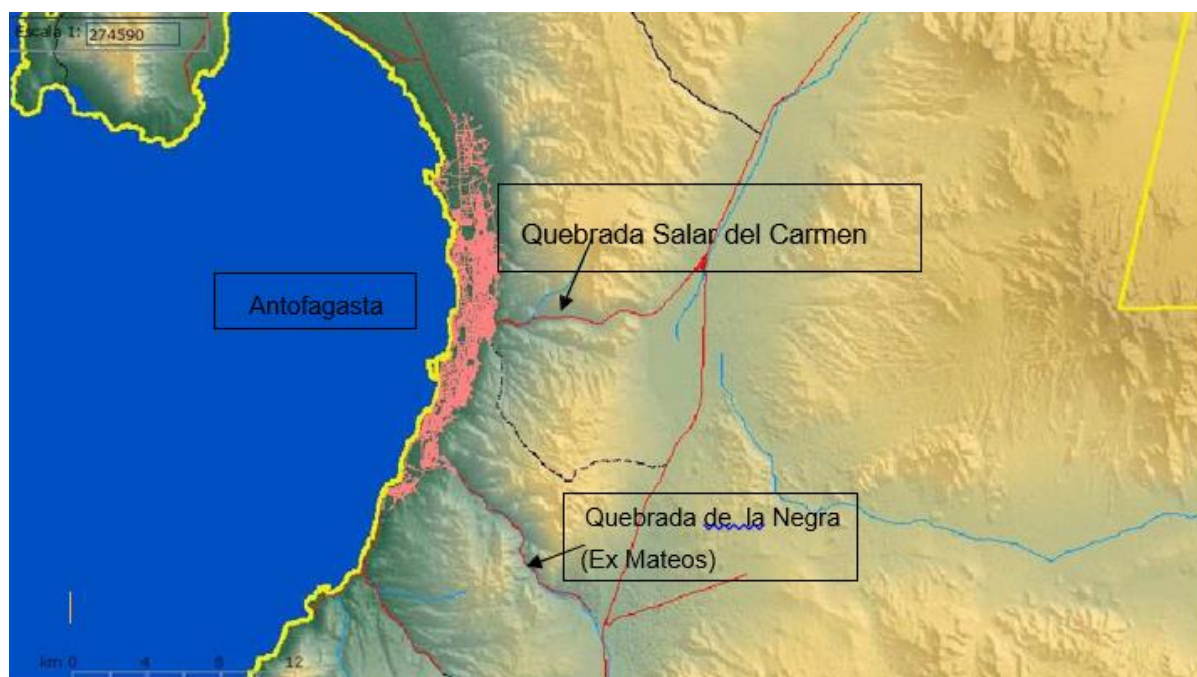 Escala 1: 274590
Quebrada Salar del Carmen
Antofagasta
Quebrada de la Negra
(Ex Mateos)
km 0 4 8 12